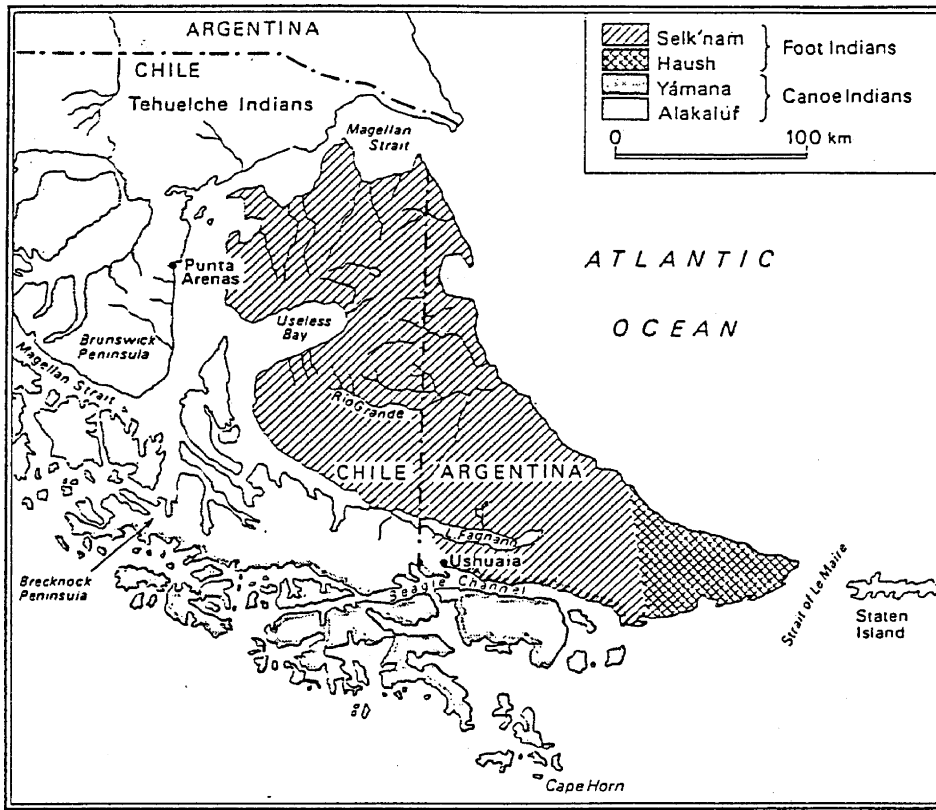 ARGENTINA
CHILE
Tehuelche Indians
Magellan
Strait
Selk'nam
Haush
Foot Indians
Yámana
Alakalúf
Canoe Indians
0 100 km
Punta
Arenas
ATLANTIC
OCEAN
Useless
Bay
Brunswick
Peninsula
Magellan Strait
Rio Grande
CHILE
ARGENTINA
L. Fagnano
Ushuaia
Beagle Channel
Brecknock
Peninsula
Strait of Le Maire
Staten
Island
Cape Horn